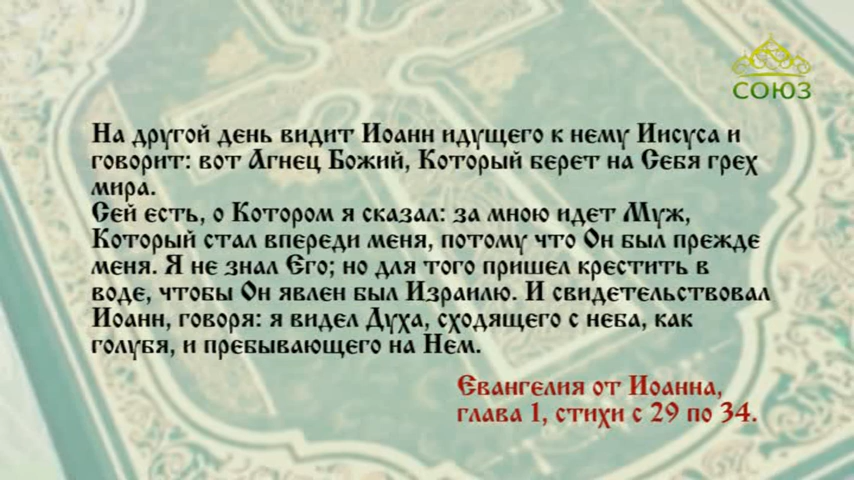 СОЮЗ
На другой день видит Иоанн идущего к нему Иисуса и
говорит: вот Агнец Божий, Который берет на Себя грех
мира.
Сей есть, о Котором я сказал: за мною идет Муж,
Который стал впереди меня, потому что Он был прежде
меня. Я не знал Его; но для того пришел крестить в
воде, чтобы Он явлен был Израилю. И свидетельствовал
Иоанн, говоря: я видел Духа, сходящего с неба, как
голубя, и пребывающего на Нем.
Евангелия от Иоанна,
глава 1, стихи с 29 по 34.